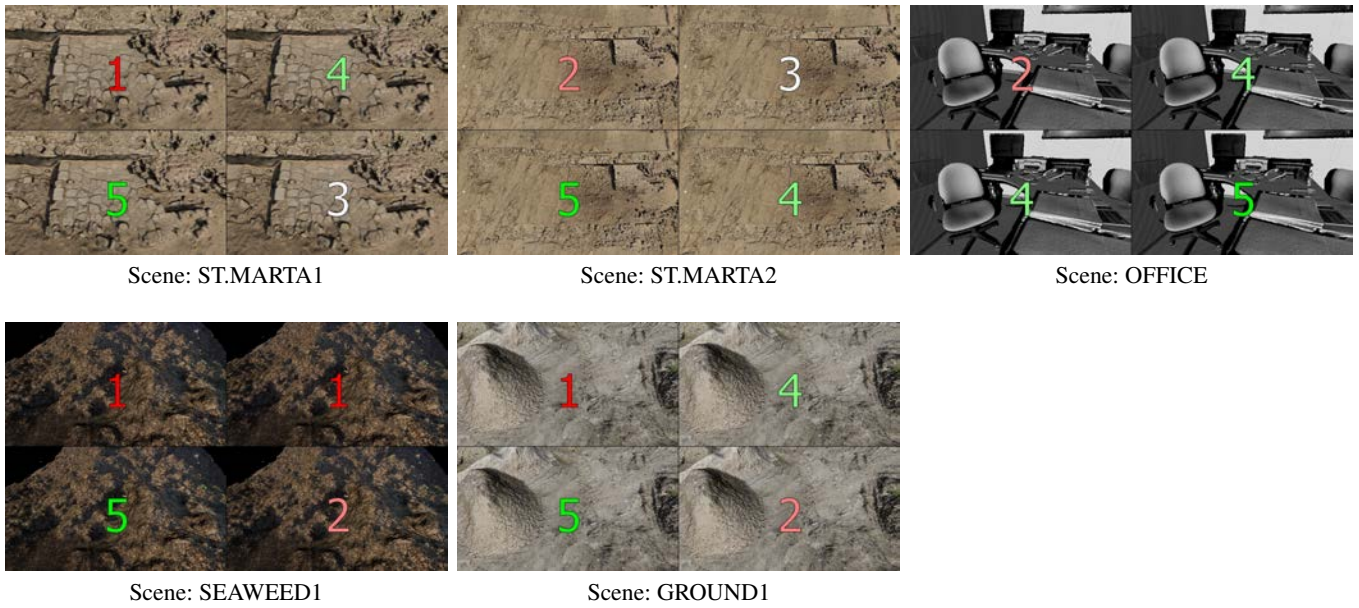 1 4
5 3
Scene: ST.MARTA1
2 3
5 4
Scene: ST.MARTA2
2 4
4 5
Scene: OFFICE
1 1
5 2
Scene: SEAWEED1
1 4
5 2
Scene: GROUND1